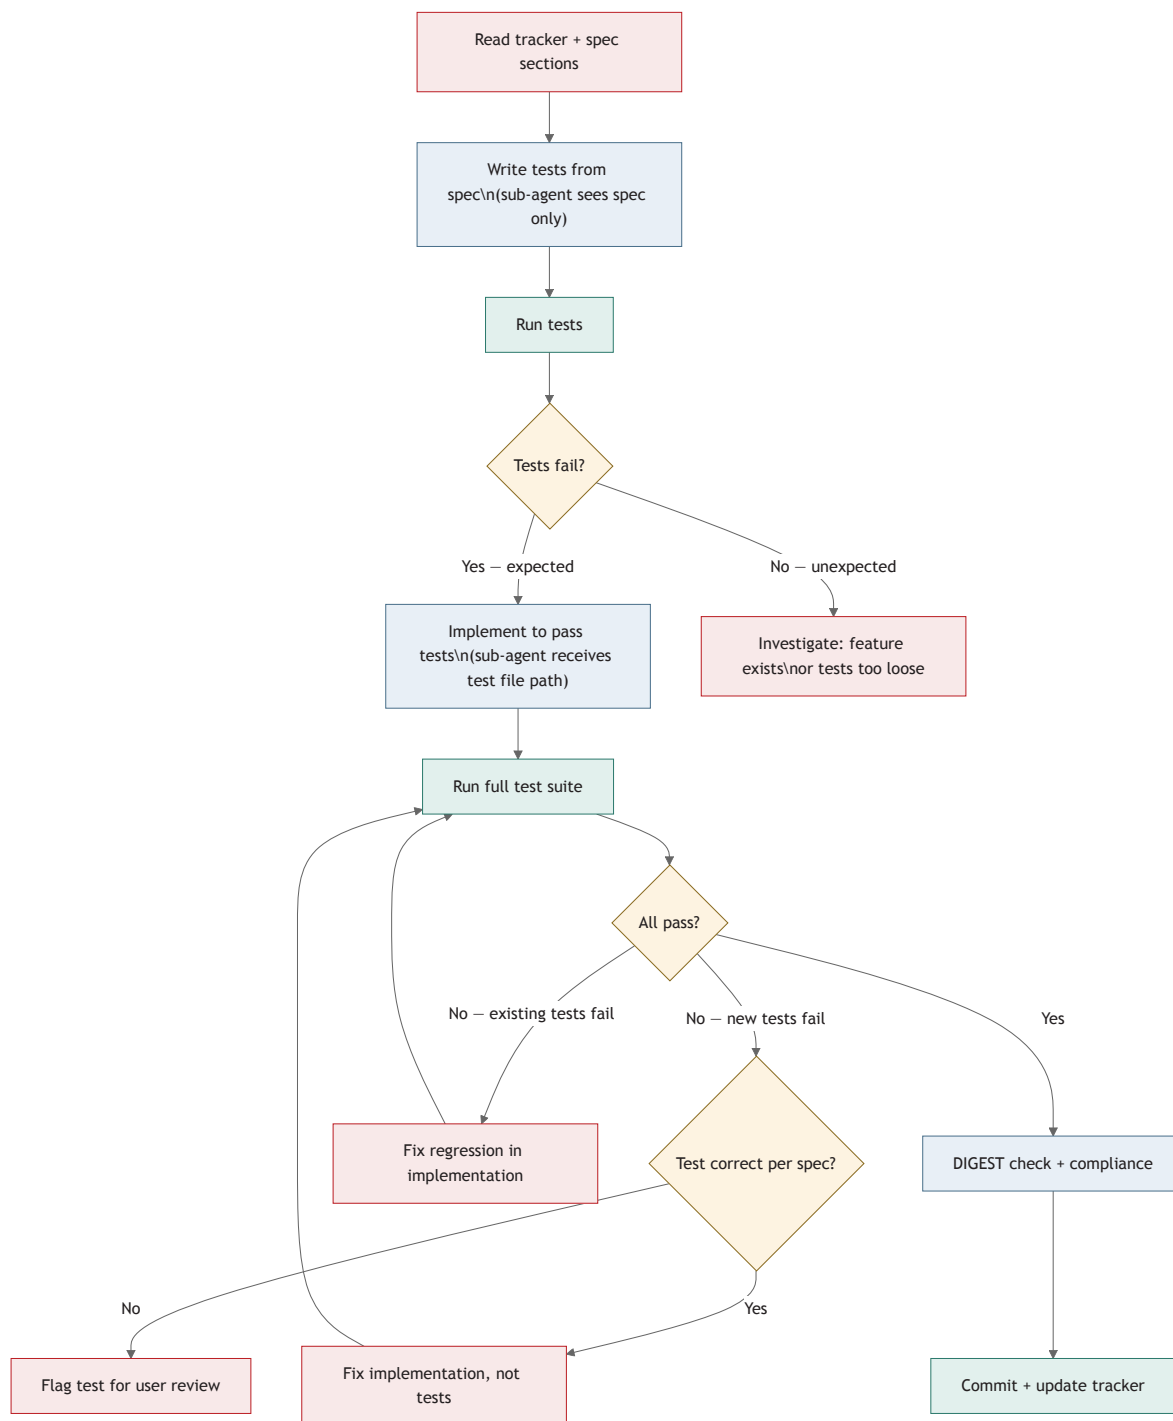 Read tracker + spec
sections
Write tests from
spec\n(sub-agent sees spec
only)
Run tests
Tests fail?
Yes — expected
No — unexpected
Implement to pass
tests\n(sub-agent receives
test file path)
Investigate: feature
exists\nor tests too loose
Run full test suite
All pass?
No — existing tests fail
No — new tests fail
Yes
Fix regression in
implementation
Test correct per spec?
DIGEST check + compliance
No
Yes
Flag test for user review
Fix implementation, not
tests
Commit + update tracker